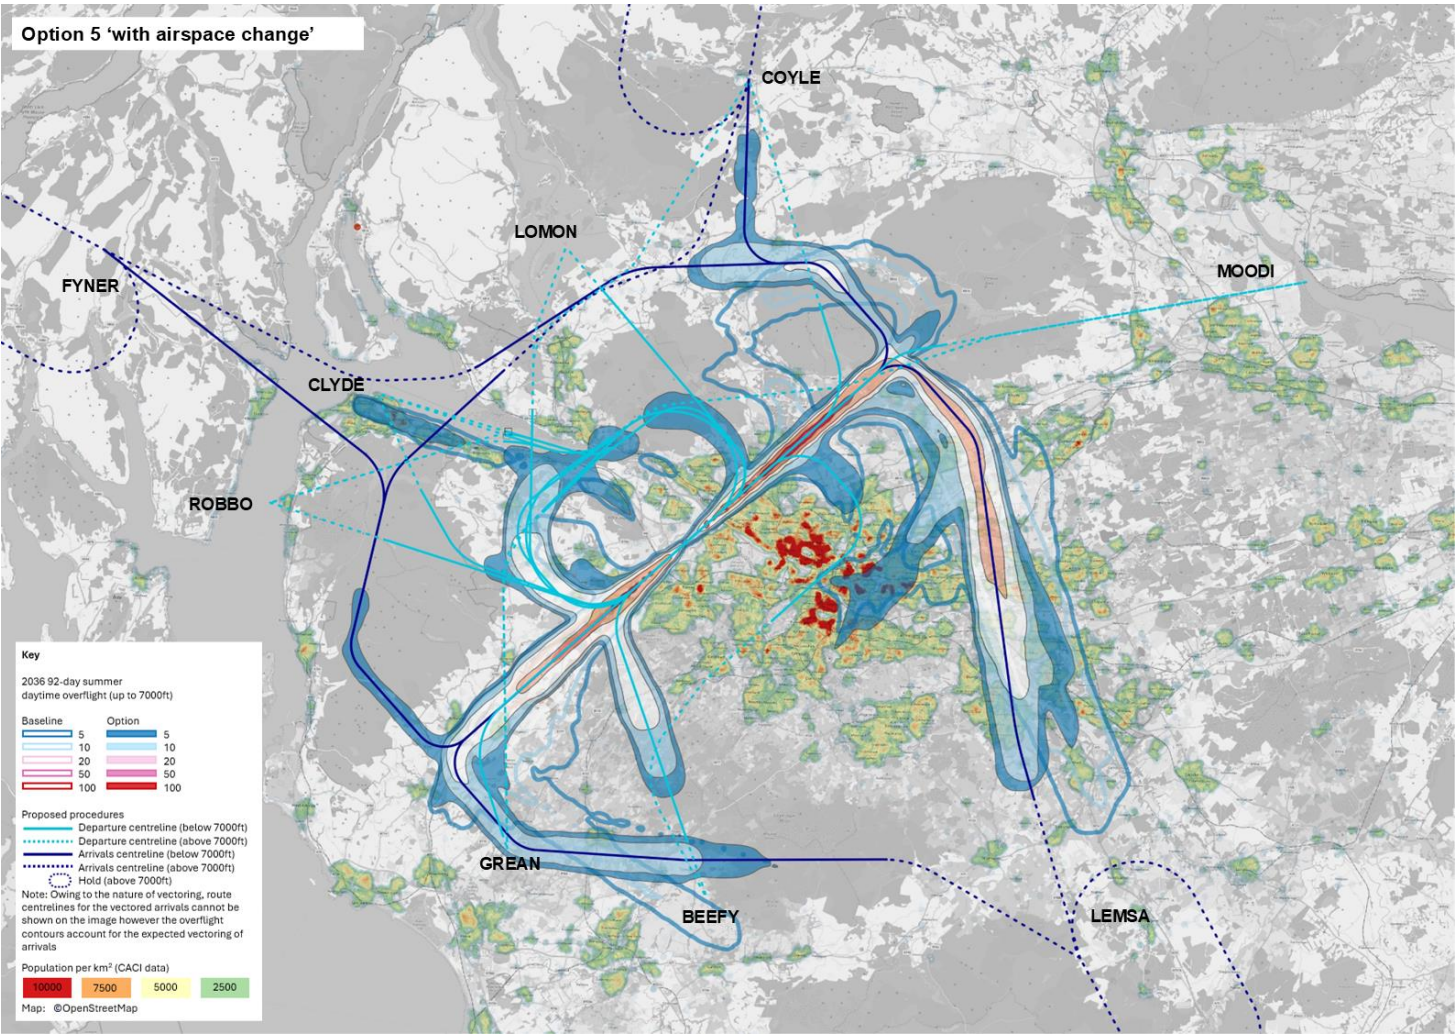 Option 5 ‘with airspace change’
COYLE
LOMON
MOODI
FYNER
CLYDE
ROBBO
GREAN
BEEFY
LEMSA
Key
2036 92-day summer
daytime overflight (up to 7000ft)
Baseline Option
5 5
10 10
20 20
50 50
100 100
Proposed procedures
Departure centreline (below 7000ft)
Departure centreline (above 7000ft)
Arrivals centreline (below 7000ft)
Arrivals centreline (above 7000ft)
Hold (above 7000ft)
Note: Owing to the nature of vectoring, route
centrelines for the vectored arrivals cannot be
shown on the image however the overflight
contours account for the expected vectoring of
arrivals
Population per km² (CACI data)
10000 7500 5000 2500
Map: ©OpenStreetMap